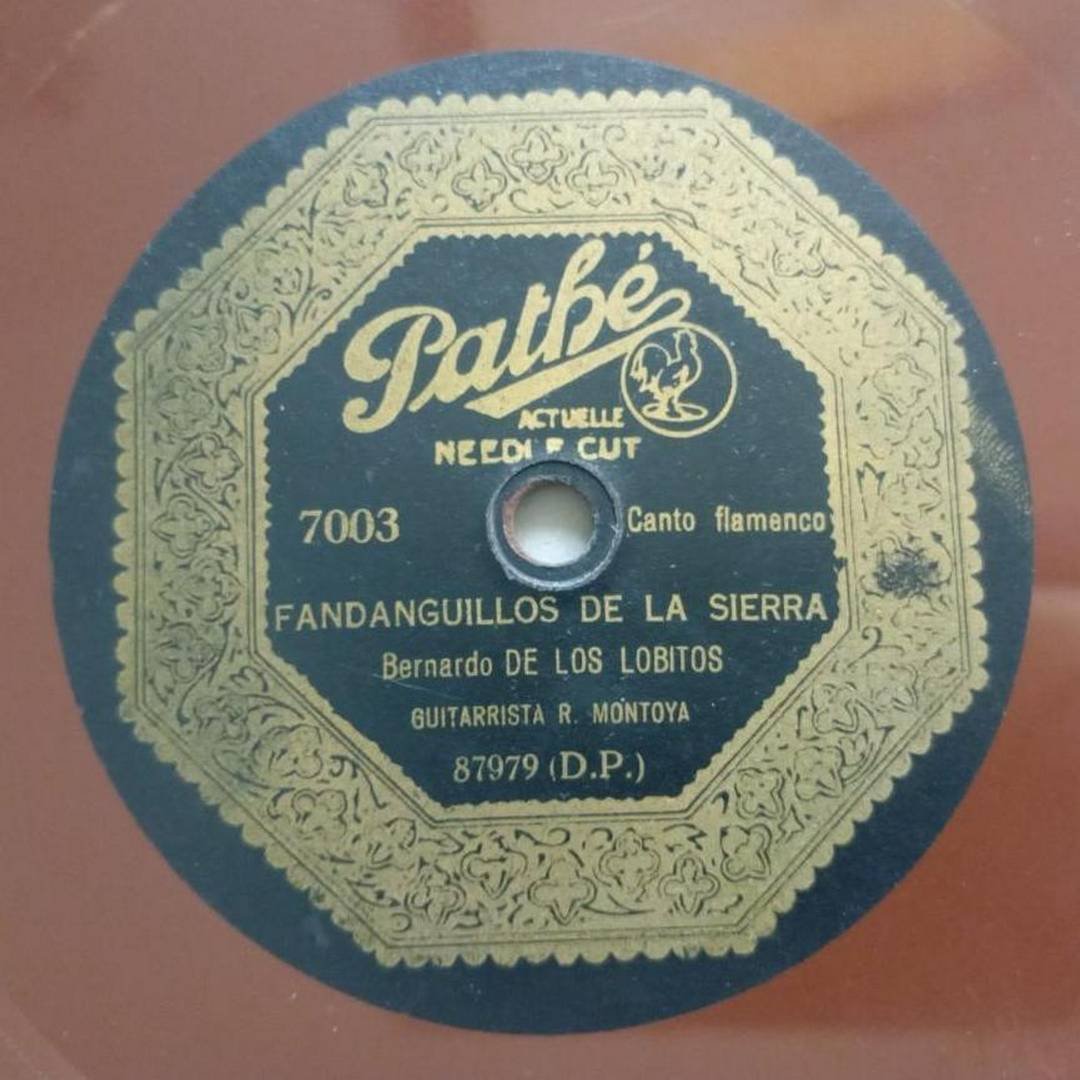 Pathé
ACTUELLE
NEEDLE CUT
7003 Canto flamenco
FANDANGUILLOS DE LA SIERRA
Bernardo DE LOS LOBITOS
GUITARRISTA R. MONTOYA
87979 (D.P.)